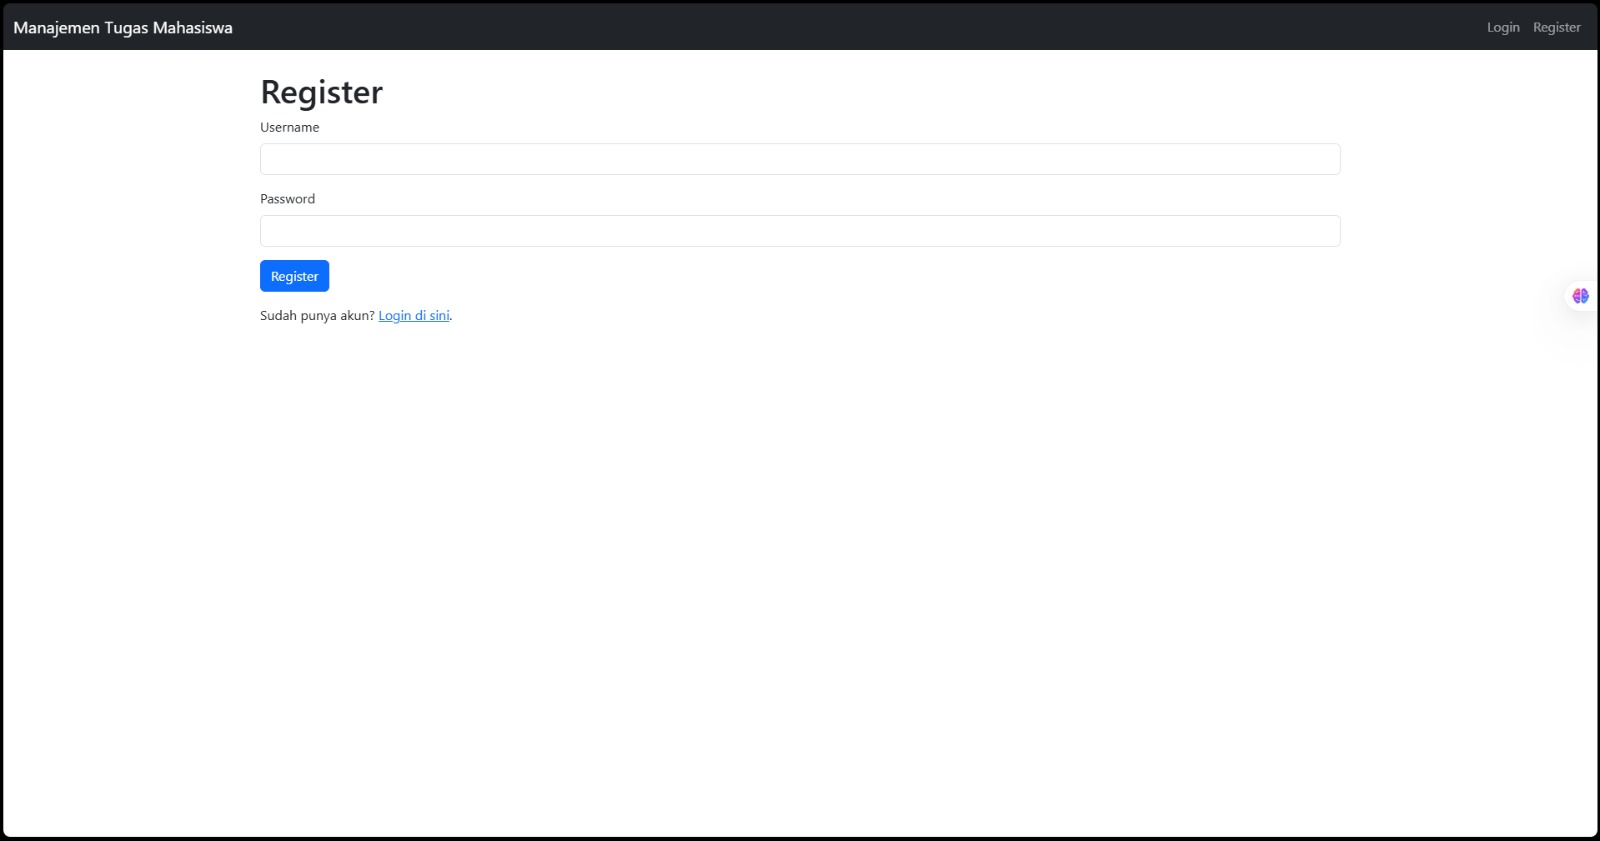 Manajemen Tugas Mahasiswa
Login Register
Register
Username
Password
Register
Sudah punya akun? Login di sini.